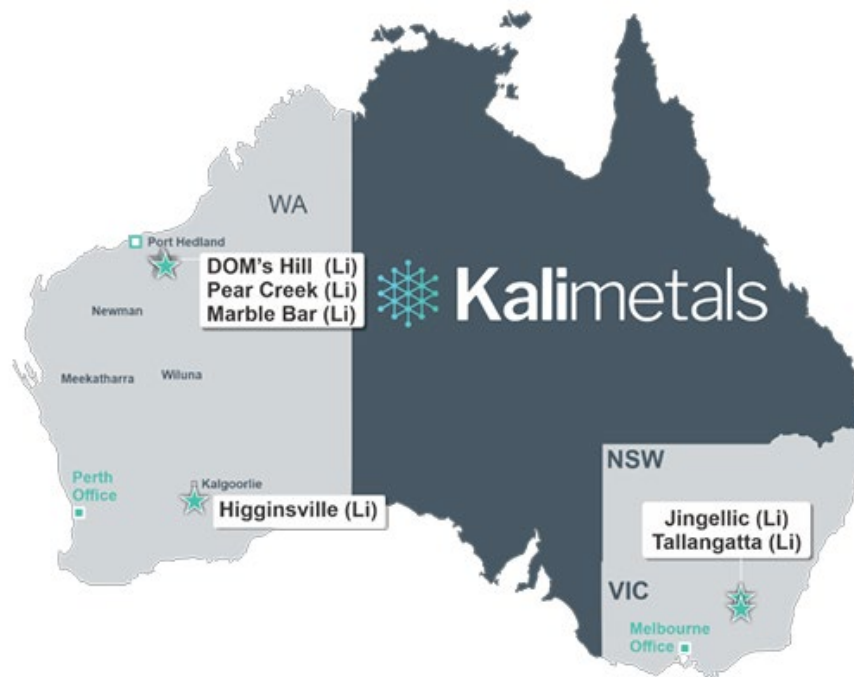 WA
Port Hedland
DOM's Hill (Li)
Pear Creek (Li)
Marble Bar (Li)
Kalimetals
Newman
Meekatharra
Wiluna
Perth
Office
Kalgoorlie
Higginsville (Li)
NSW
Jingellic (Li)
Tallangatta (Li)
VIC
Melbourne
Office